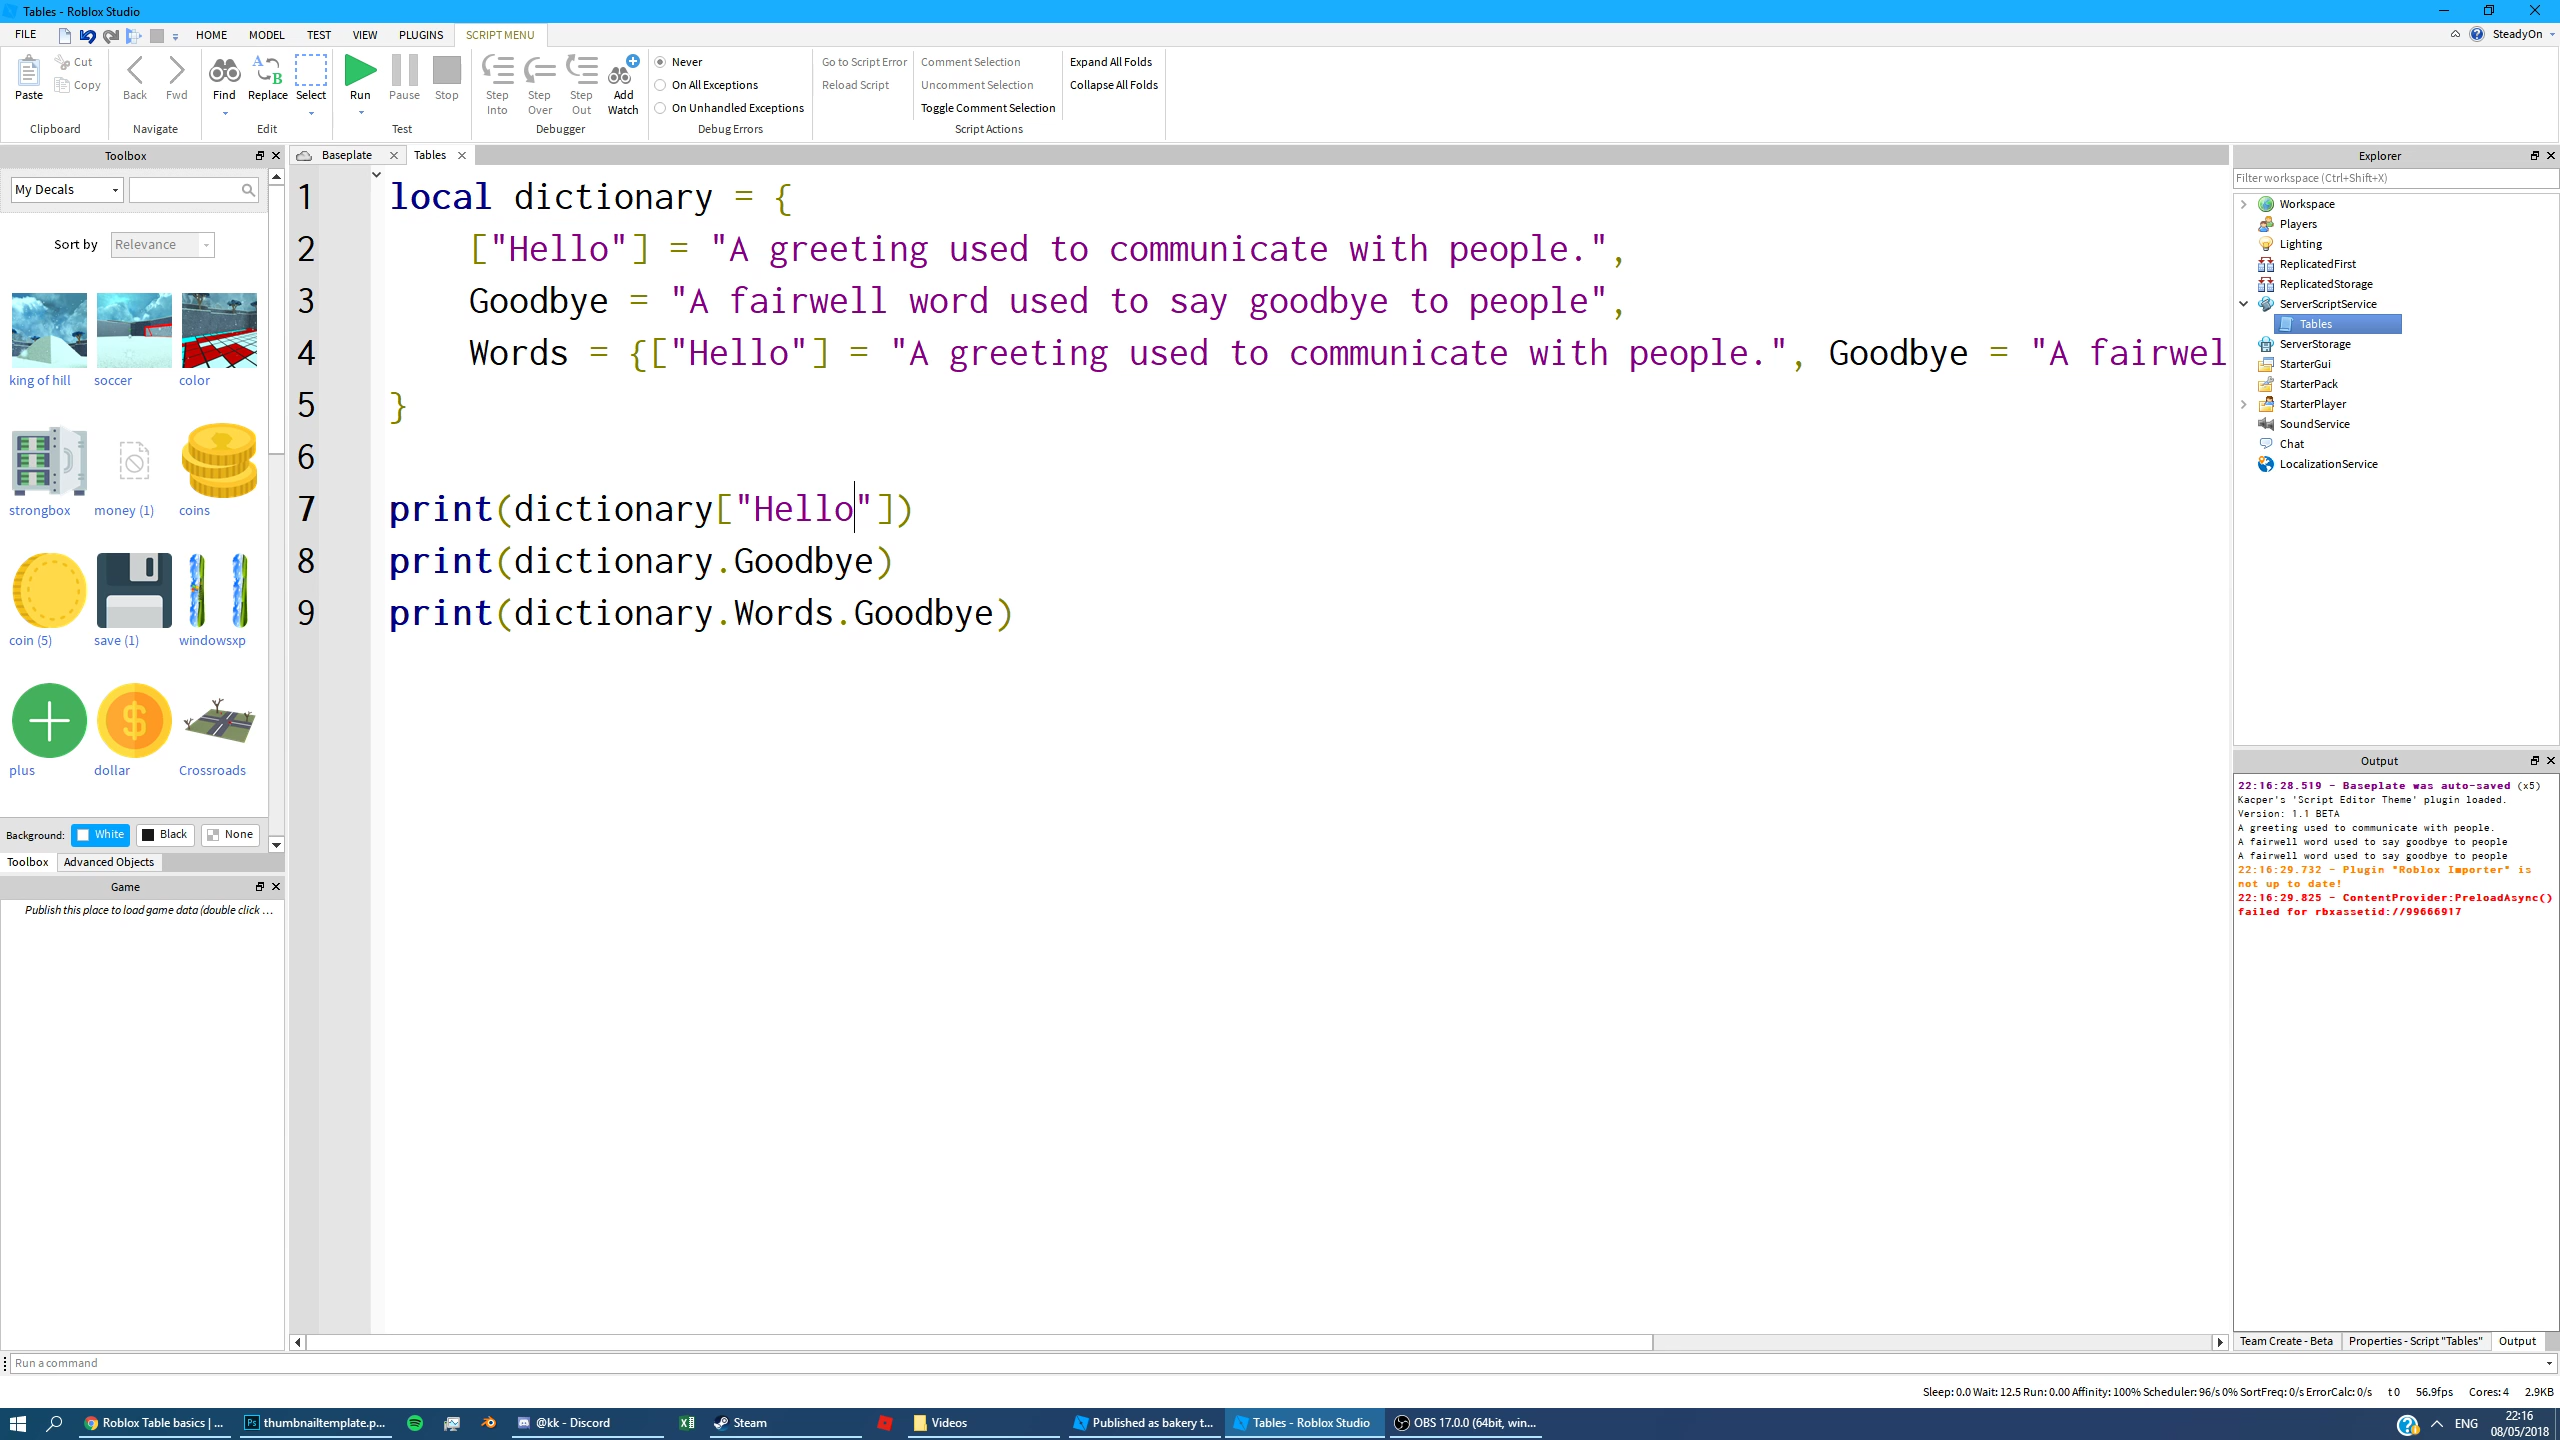 Tables - Roblox Studio
FILE HOME MODEL TEST VIEW PLUGINS SCRIPT MENU SteadyOn
Paste Cut Copy Back Fwd Find Replace Select Run Pause Stop Step Into Step Over Step Out Add Watch
Never
On All Exceptions
On Unhandled Exceptions
Go to Script Error
Reload Script
Comment Selection
Uncomment Selection
Toggle Comment Selection
Expand All Folds
Collapse All Folds
Clipboard Navigate Edit Test Debugger Debug Errors Script Actions
Toolbox
My Decals
Sort by Relevance
king of hill soccer color
strongbox money (1) coins
coin (5) save (1) windowsxp
plus dollar Crossroads
Background: White Black None
Toolbox Advanced Objects
Game
Publish this place to load game data (double click ...
Baseplate Tables
1 local dictionary = {
2 ["Hello"] = "A greeting used to communicate with people.",
3 Goodbye = "A fairwell word used to say goodbye to people",
4 Words = {["Hello"] = "A greeting used to communicate with people.", Goodbye = "A fairwel
5 }
6
7 print(dictionary["Hello"])
8 print(dictionary.Goodbye)
9 print(dictionary.Words.Goodbye)
Explorer
Filter workspace (Ctrl+Shift+X)
Workspace
Players
Lighting
ReplicatedFirst
ReplicatedStorage
ServerScriptService
Tables
ServerStorage
StarterGui
StarterPack
StarterPlayer
SoundService
Chat
LocalizationService
Output
22:16:28.519 - Baseplate was auto-saved (x5)
Kacper's 'Script Editor Theme' plugin loaded.
Version: 1.1 BETA
A greeting used to communicate with people.
A fairwell word used to say goodbye to people
A fairwell word used to say goodbye to people
22:16:29.732 - Plugin "Roblox Importer" is
not up to date!
22:16:29.825 - ContentProvider:PreloadAsync()
failed for rbxassetid://99666917
Team Create - Beta Properties - Script "Tables" Output
Run a command
Sleep: 0.0 Wait: 12.5 Run: 0.00 Affinity: 100% Scheduler: 96/s 0% SortFreq: 0/s ErrorCalc: 0/s t 0 56.9fps Cores: 4 2.9KB
Roblox Table basics | ... Ps thumbnailtemplate.p... @kk - Discord Steam Videos Published as bakery t... Tables - Roblox Studio OBS 17.0.0 (64bit, win... ENG 22:16
08/05/2018